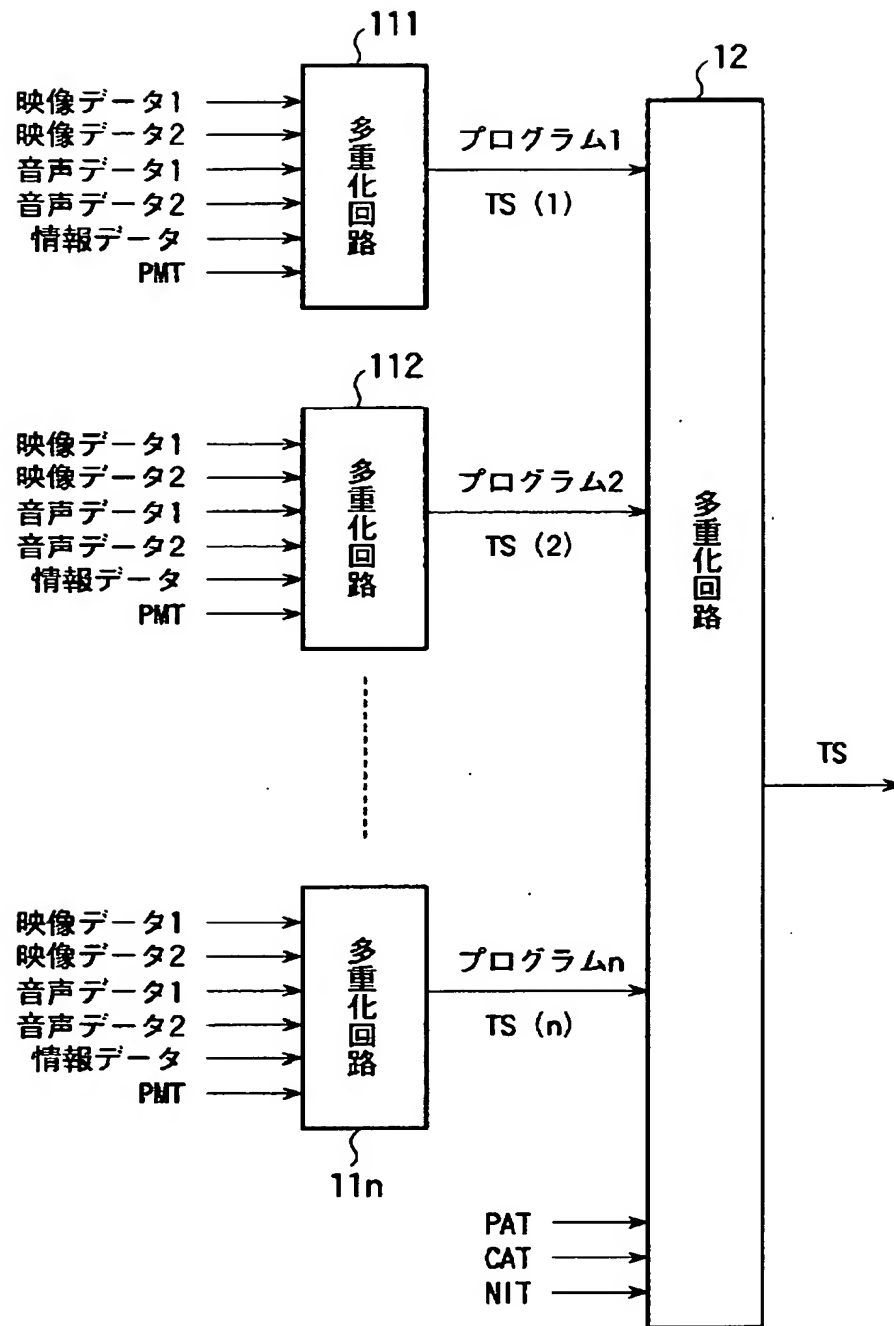 111
映像データ1
映像データ2
音声データ1
音声データ2
情報データ
PMT
多重化回路
プログラム1
TS (1)
12
多重化回路
112
映像データ1
映像データ2
音声データ1
音声データ2
情報データ
PMT
多重化回路
プログラム2
TS (2)
TS
映像データ1
映像データ2
音声データ1
音声データ2
情報データ
PMT
多重化回路
プログラムn
TS (n)
11n
PAT
CAT
NIT